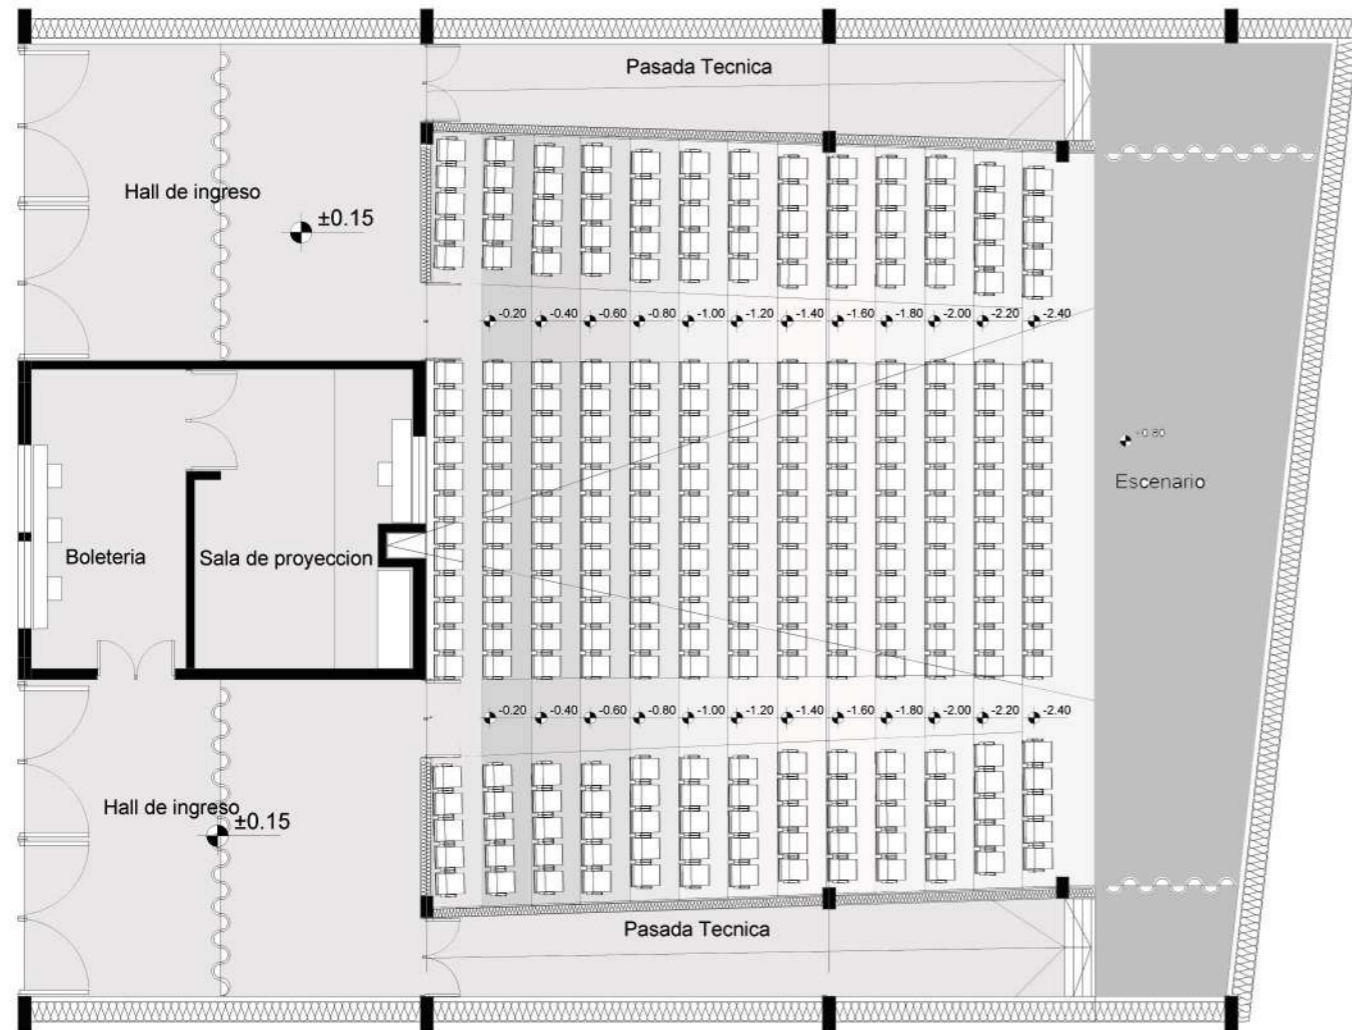 Pasada Tecnica
Hall de ingreso
±0.15
-0.20 -0.40 -0.60 -0.80 -1.00 -1.20 -1.40 -1.60 -1.80 -2.00 -2.20 -2.40
-0.80
Escenario
Boleteria
Sala de proyeccion
-0.20 -0.40 -0.60 -0.80 -1.00 -1.20 -1.40 -1.60 -1.80 -2.00 -2.20 -2.40
Hall de ingreso
±0.15
Pasada Tecnica